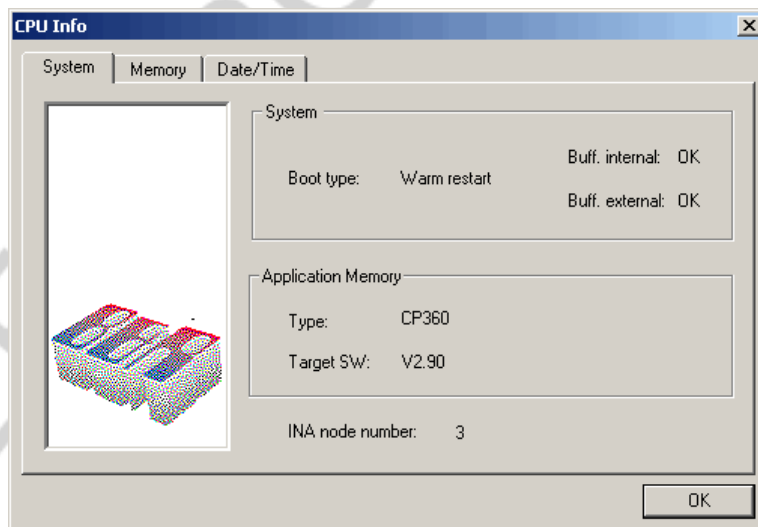 CPU Info
System Memory Date/Time
System
Boot type: Warm restart
Buff. internal: OK
Buff. external: OK
Application Memory
Type: CP360
Target SW: V2.90
INA node number: 3
OK